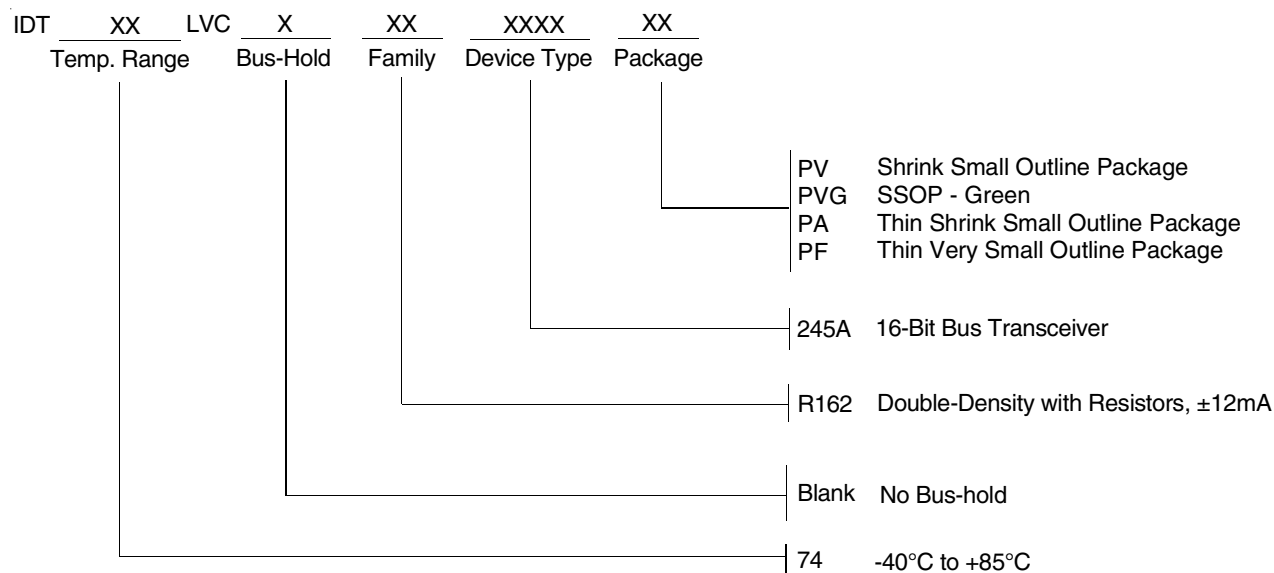 IDT XX LVC X XX XXXX XX
Temp. Range Bus-Hold Family Device Type Package
PV Shrink Small Outline Package
PVG SSOP - Green
PA Thin Shrink Small Outline Package
PF Thin Very Small Outline Package
245A 16-Bit Bus Transceiver
R162 Double-Density with Resistors, ±12mA
Blank No Bus-hold
74 -40°C to +85°C